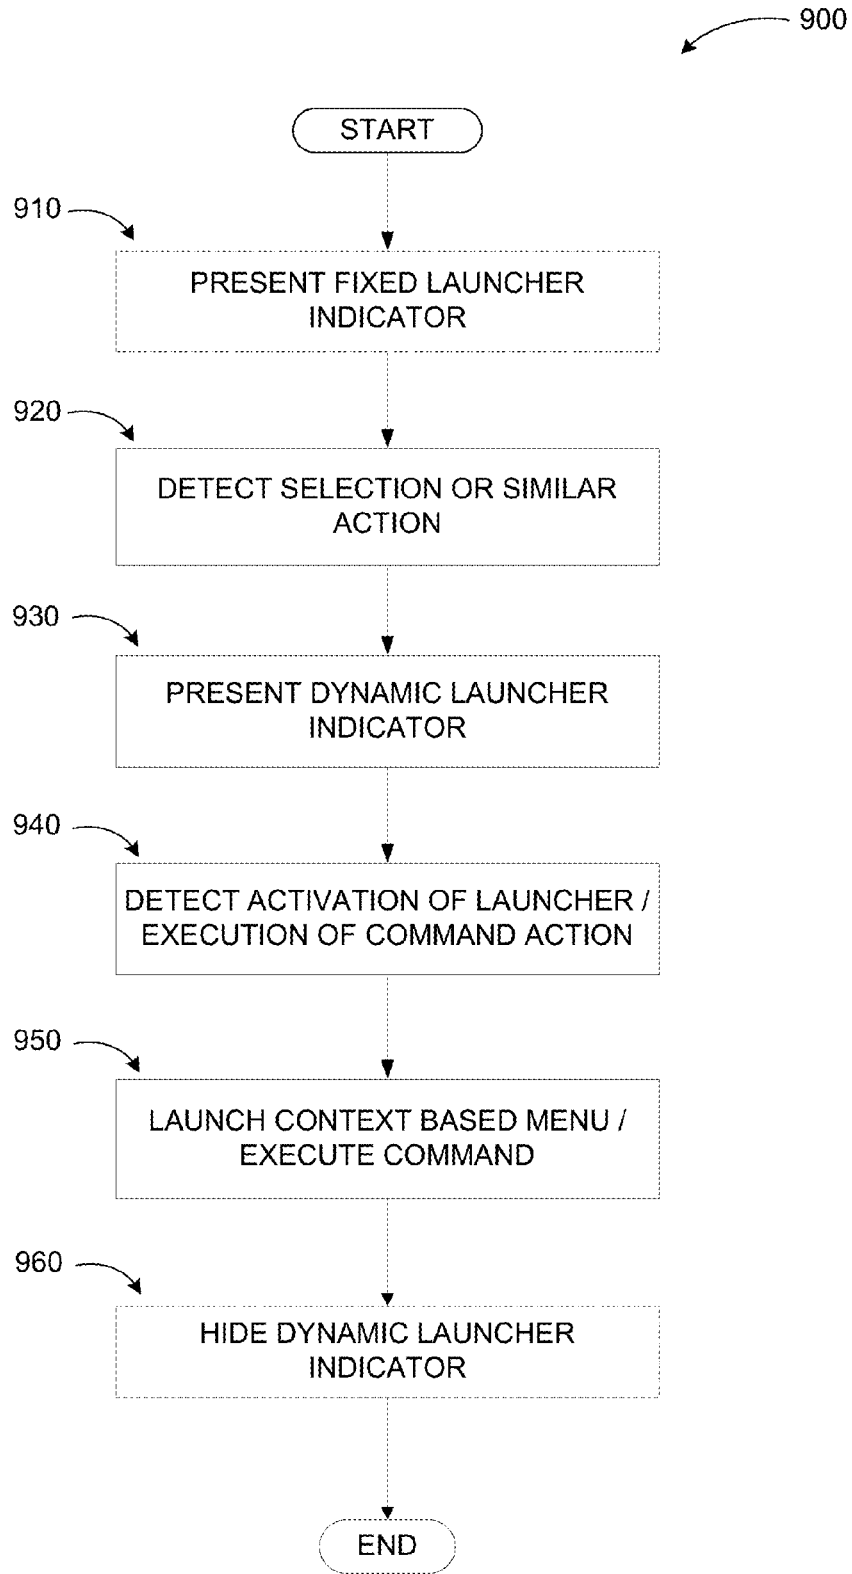 900
START
910
PRESENT FIXED LAUNCHER
INDICATOR
920
DETECT SELECTION OR SIMILAR
ACTION
930
PRESENT DYNAMIC LAUNCHER
INDICATOR
940
DETECT ACTIVATION OF LAUNCHER /
EXECUTION OF COMMAND ACTION
950
LAUNCH CONTEXT BASED MENU /
EXECUTE COMMAND
960
HIDE DYNAMIC LAUNCHER
INDICATOR
END